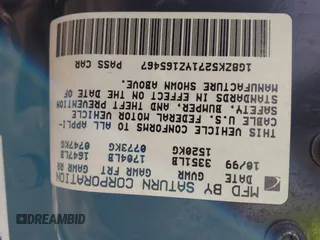 MFD BY SATURN CORPORATION
DATE GVWR GAWR FRT GAWR RR
10/99 3351LB 1704LB 1647LB
1520KG 0773KG 0747KG
THIS VEHICLE CONFORMS TO ALL APPLI-
CABLE U.S. FEDERAL MOTOR VEHICLE
SAFETY, BUMPER, AND THEFT PREVENTION
STANDARDS IN EFFECT ON THE DATE OF
MANUFACTURE SHOWN ABOVE.
1G8ZK5271YZ165467 PASS CAR
DREAMBID